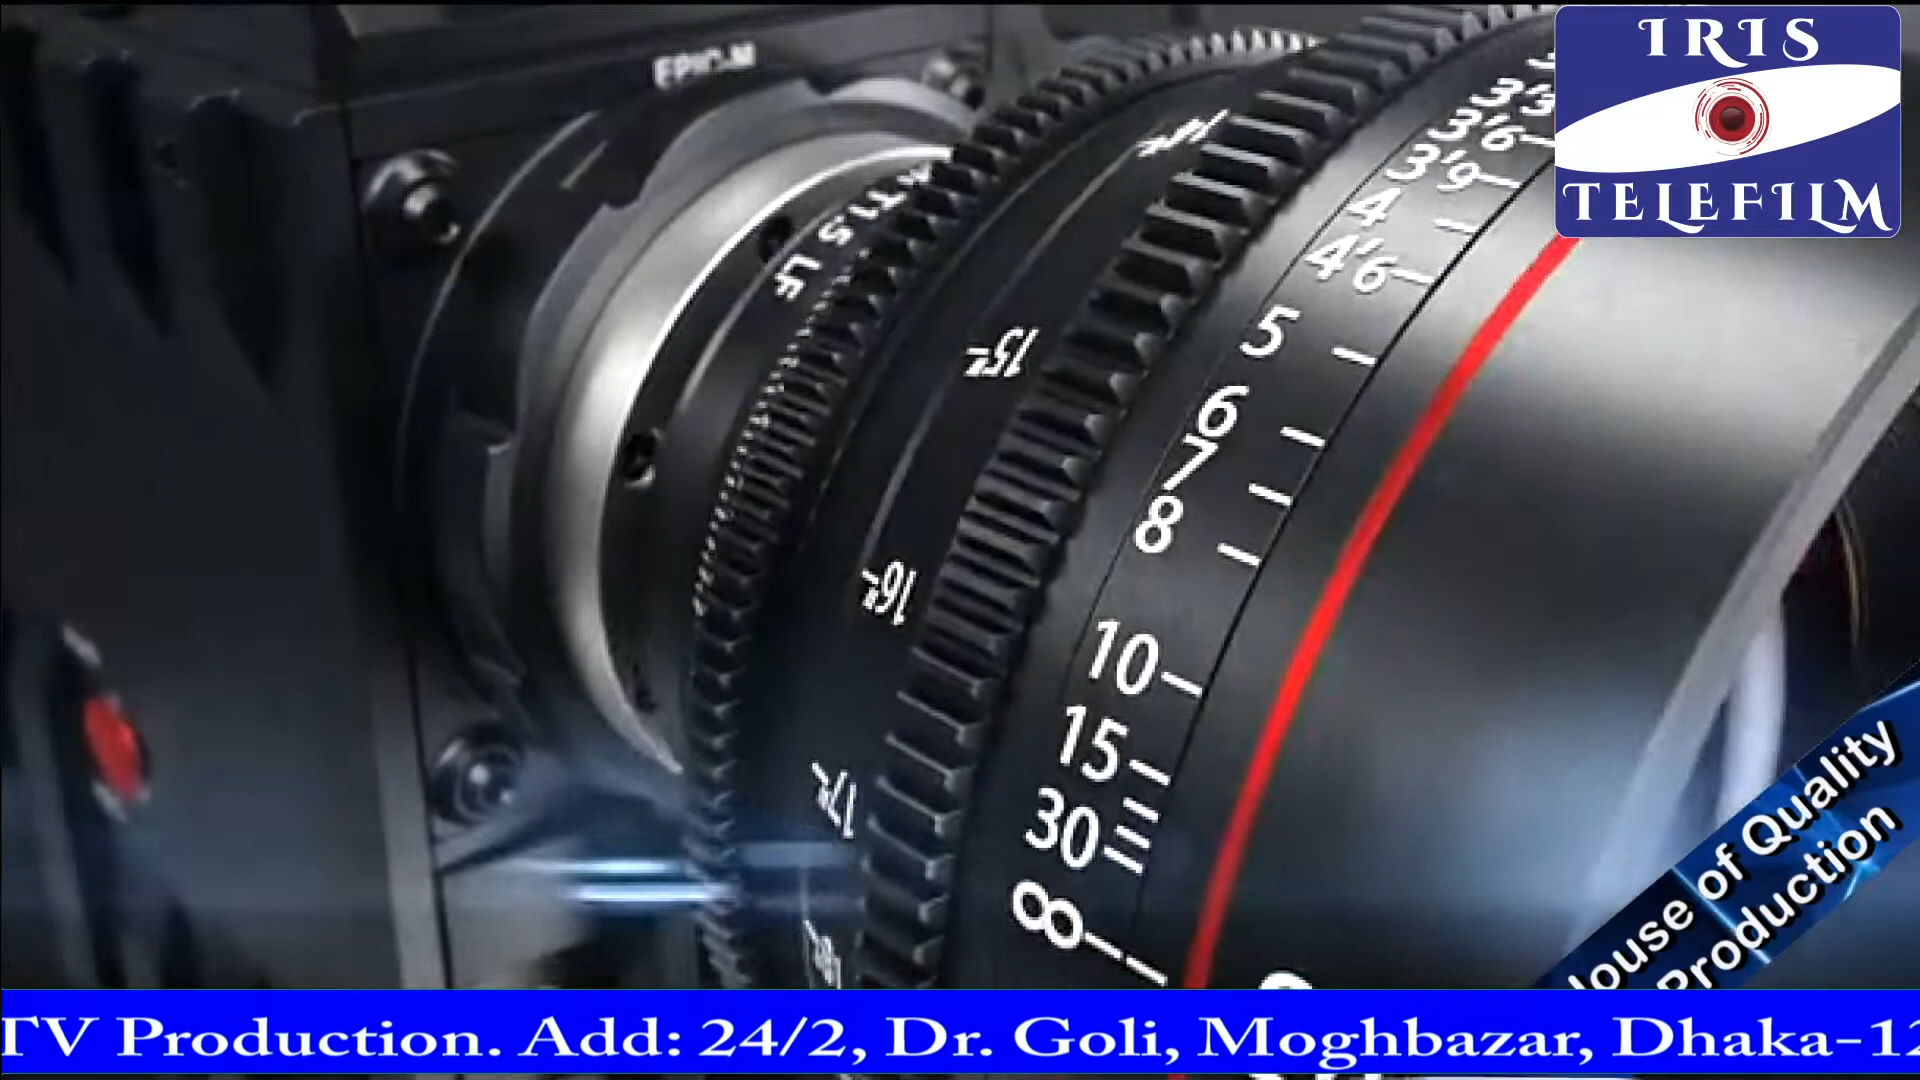 IRIS
TELEFILM
EPIC-M
T1.5 LF
3'3
3'6
3'9
4
4'6
5
6
7
8
10
15
30
∞
15"
16"
17"
House of Quality
Production
TV Production. Add: 24/2, Dr. Goli, Moghbazar, Dhaka-12